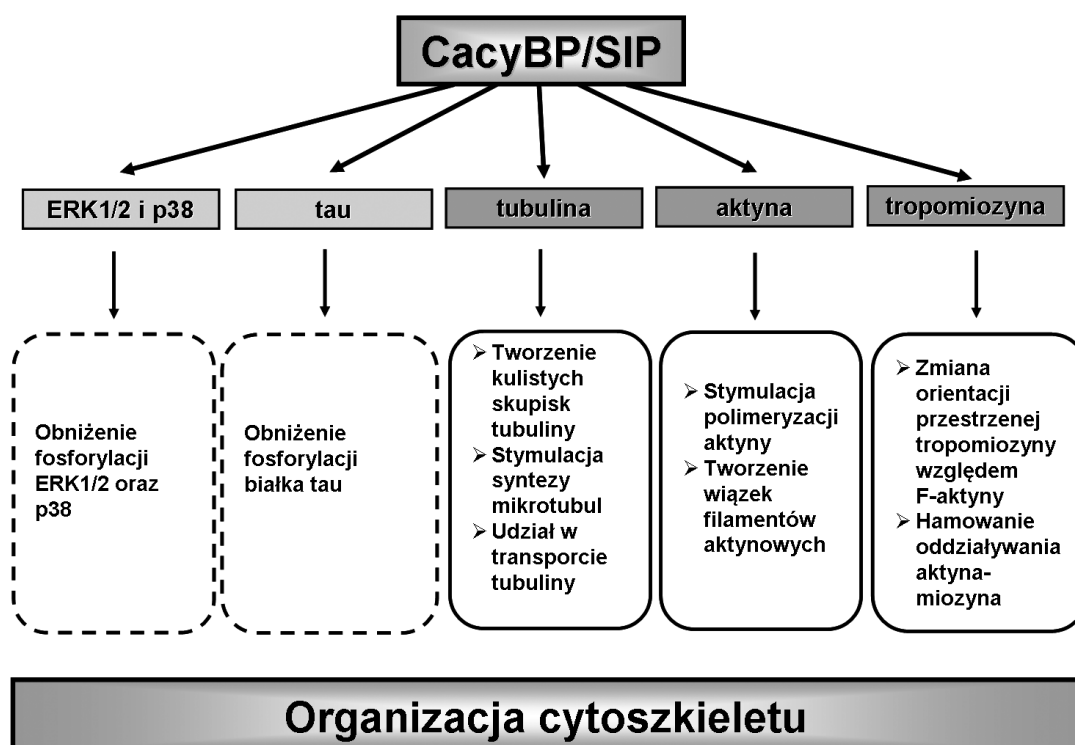 CacyBP/SIP
ERK1/2 i p38
tau
tubulina
aktyna
tropomiozyna
Obniżenie
fosforylacji
ERK1/2 oraz
p38
Obniżenie
fosforylacji
białka tau
➢ Tworzenie
kulistych
skupisk
tubuliny
➢ Stymulacja
syntezy
mikrotubul
➢ Udział w
transporcie
tubuliny
➢ Stymulacja
polimeryzacji
aktyny
➢ Tworzenie
wiązek
filamentów
aktynowych
➢ Zmiana
orientacji
przestrzenej
tropomiozyny
względem
F-aktyny
➢ Hamowanie
oddziaływania
aktyna-
miozyna
Organizacja cytoszkieletu